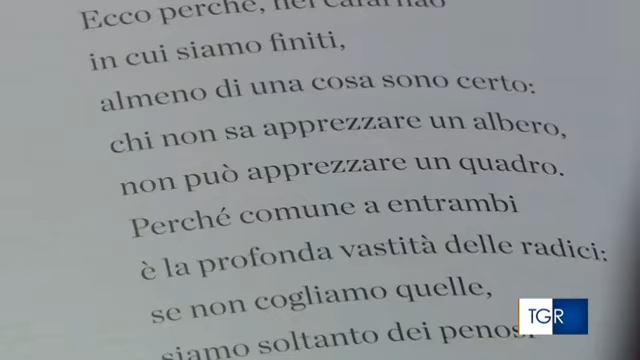 Ecco perché, nel cafarnao
in cui siamo finiti,
almeno di una cosa sono certo:
chi non sa apprezzare un albero,
non può apprezzare un quadro.
Perché comune a entrambi
è la profonda vastità delle radici:
se non cogliamo quelle,
siamo soltanto dei penosi
TGR